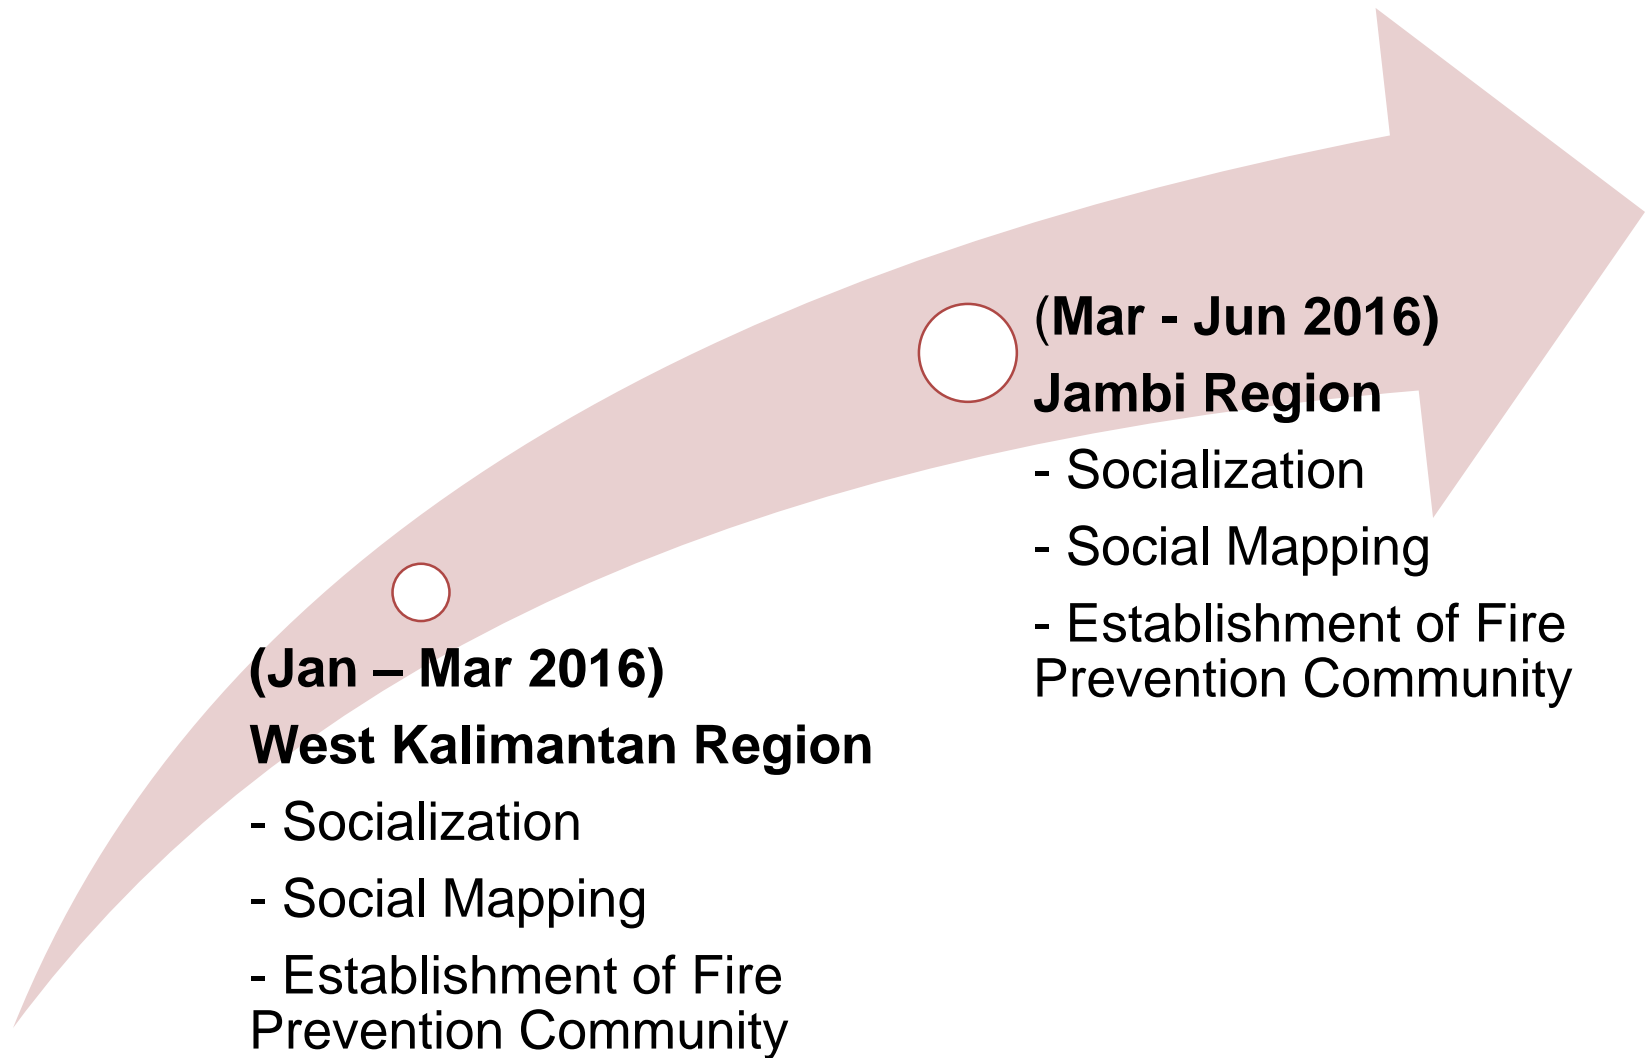 (Jan – Mar 2016)
West Kalimantan Region
- Socialization
- Social Mapping
- Establishment of Fire
Prevention Community
(Mar - Jun 2016)
Jambi Region
- Socialization
- Social Mapping
- Establishment of Fire
Prevention Community